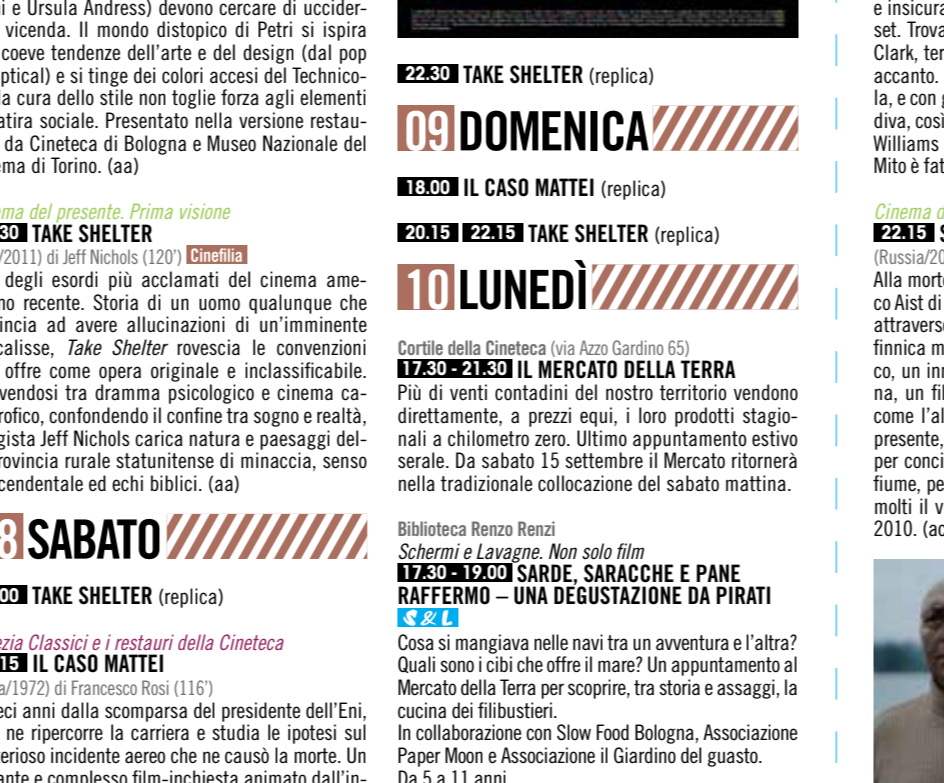 i e Ursula Andress) devono cercare di uccider-
vicenda. Il mondo distopico di Petri si ispira
coeve tendenze dell'arte e del design (dal pop
ptical) e si tinge dei colori accesi del Technico-
la cura dello stile non toglie forza agli elementi
atira sociale. Presentato nella versione restau-
da Cineteca di Bologna e Museo Nazionale del
ema di Torino. (aa)
ma del presente. Prima visione
30 TAKE SHELTER
/2011) di Jeff Nichols (120') Cinefilia
degli esordi più acclamati del cinema ame-
no recente. Storia di un uomo qualunque che
incia ad avere allucinazioni di un'imminente
calisse, Take Shelter rovescia le convenzioni
offre come opera originale e inclassificabile.
vendosi tra dramma psicologico e cinema ca-
rofico, confondendo il confine tra sogno e realtà,
gista Jeff Nichols carica natura e paesaggi del-
rovincia rurale statunitense di minaccia, senso
cendentale ed echi biblici. (aa)
8 SABATO
00 TAKE SHELTER (replica)
ezia Classici e i restauri della Cineteca
15 IL CASO MATTEI
a/1972) di Francesco Rosi (116')
eci anni dalla scomparsa del presidente dell'Eni,
ne ripercorre la carriera e studia le ipotesi sul
terioso incidente aereo che ne causò la morte. Un
ante e complesso film-inchiesta animato dall'in-
22.30 TAKE SHELTER (replica)
09 DOMENICA
18.00 IL CASO MATTEI (replica)
20.15 22.15 TAKE SHELTER (replica)
10 LUNEDÌ
Cortile della Cineteca (via Azzo Gardino 65)
17.30 - 21.30 IL MERCATO DELLA TERRA
Più di venti contadini del nostro territorio vendono
direttamente, a prezzi equi, i loro prodotti stagio-
nali a chilometro zero. Ultimo appuntamento estivo
serale. Da sabato 15 settembre il Mercato ritornerà
nella tradizionale collocazione del sabato mattina.
Biblioteca Renzo Renzi
Schermi e Lavagne. Non solo film
17.30 - 19.00 SARDE, SARACCHE E PANE
RAFFERMO – UNA DEGUSTAZIONE DA PIRATI
S & L
Cosa si mangiava nelle navi tra un avventura e l'altra?
Quali sono i cibi che offre il mare? Un appuntamento al
Mercato della Terra per scoprire, tra storia e assaggi, la
cucina dei filibustieri.
In collaborazione con Slow Food Bologna, Associazione
Paper Moon e Associazione il Giardino del gusto.
Da 5 a 11 anni
e insicura
set. Trova
Clark, ter
accanto.
la, e con g
diva, così
Williams
Mito è fat
Cinema d
22.15 S
(Russia/20
Alla morte
co Aist di
attraverso
finnica m
co, un inn
na, un fil
come l'al
presente,
per conci
fiume, pe
molti il v
2010. (ac